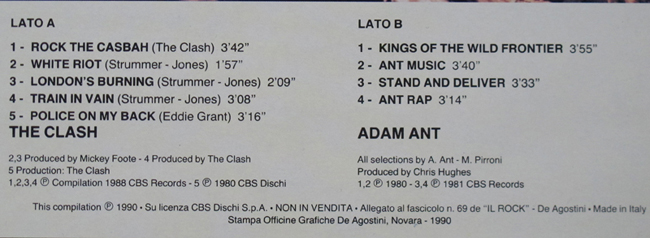 LATO A
1 - ROCK THE CASBAH (The Clash) 3'42"
2 - WHITE RIOT (Strummer - Jones) 1'57"
3 - LONDON'S BURNING (Strummer - Jones) 2'09"
4 - TRAIN IN VAIN (Strummer - Jones) 3'08"
5 - POLICE ON MY BACK (Eddie Grant) 3'16"
THE CLASH
2,3 Produced by Mickey Foote - 4 Produced by The Clash
5 Production: The Clash
1,2,3,4 ℗ Compilation 1988 CBS Records - 5 ℗ 1980 CBS Dischi
LATO B
1 - KINGS OF THE WILD FRONTIER 3'55"
2 - ANT MUSIC 3'40"
3 - STAND AND DELIVER 3'33"
4 - ANT RAP 3'14"
ADAM ANT
All selections by A. Ant - M. Pirroni
Produced by Chris Hughes
1,2 ℗ 1980 - 3,4 ℗ 1981 CBS Records
This compilation ℗ 1990 • Su licenza CBS Dischi S.p.A. • NON IN VENDITA • Allegato al fascicolo n. 69 de "IL ROCK" - De Agostini • Made in Italy
Stampa Officine Grafiche De Agostini, Novara - 1990